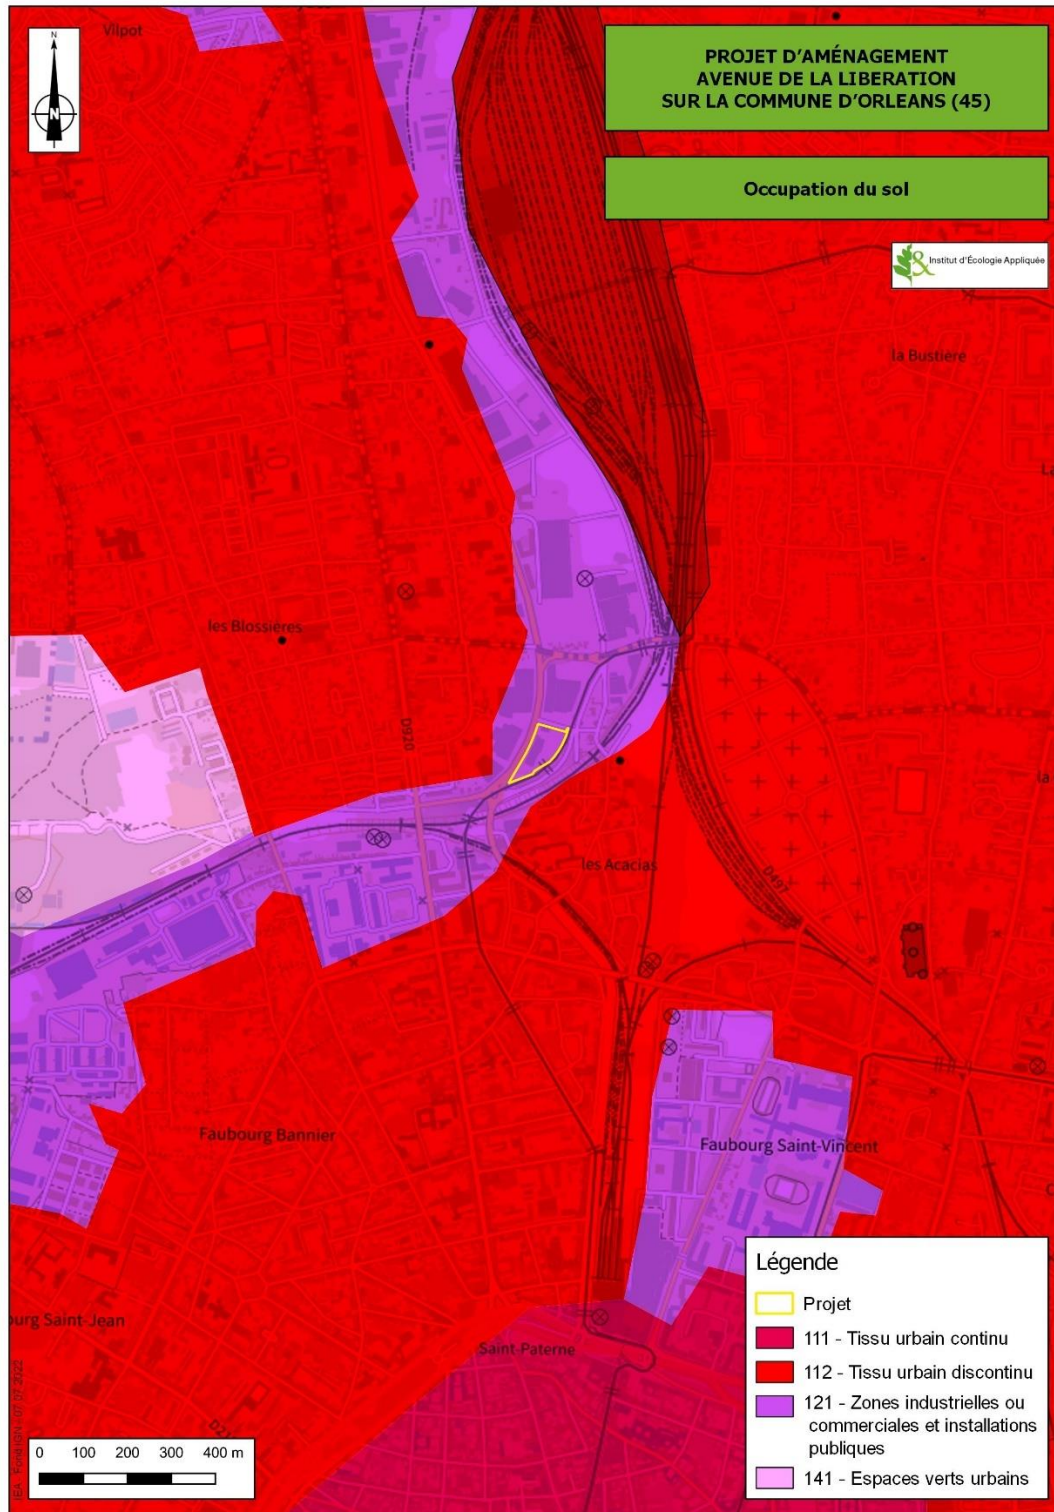 Vilpot
N
N
PROJET D'AMÉNAGEMENT
AVENUE DE LA LIBERATION
SUR LA COMMUNE D'ORLEANS (45)
Occupation du sol
& Institut d'Écologie Appliquée
la Bustière
les Blossières
D920
les Acacias
D497
Faubourg Bannier
Faubourg Saint-Vincent
ourg Saint-Jean
Saint-Paterne
Légende
Projet
111 - Tissu urbain continu
112 - Tissu urbain discontinu
121 - Zones industrielles ou
commerciales et installations
publiques
141 - Espaces verts urbains
0 100 200 300 400 m